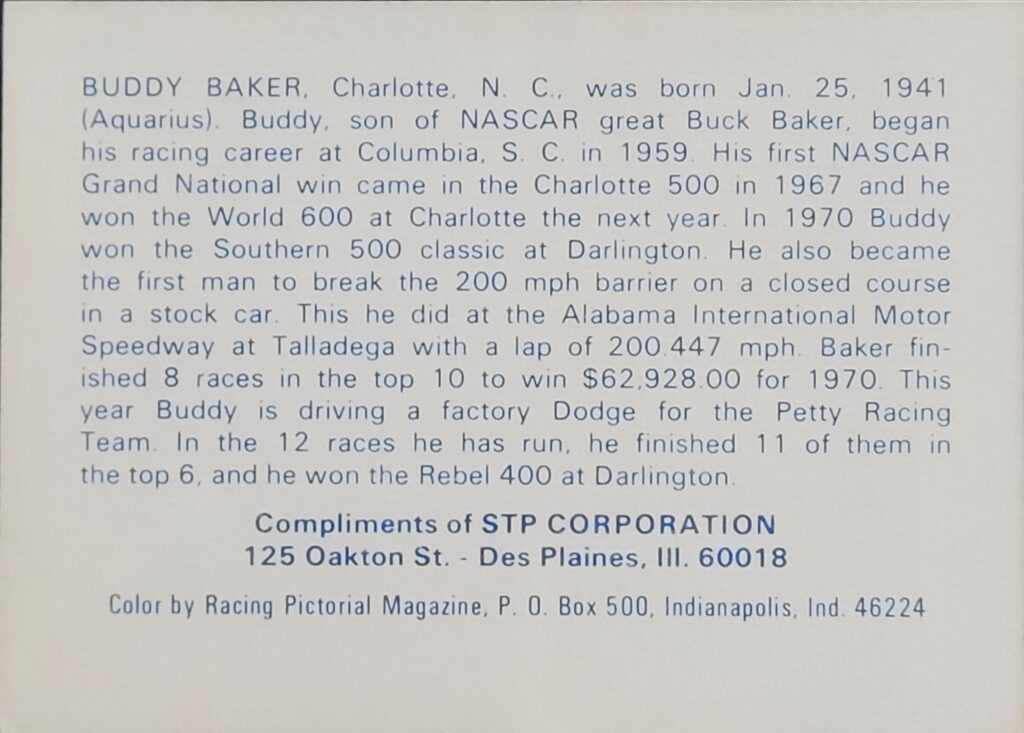 BUDDY BAKER, Charlotte, N. C., was born Jan. 25, 1941
(Aquarius). Buddy, son of NASCAR great Buck Baker, began
his racing career at Columbia, S. C. in 1959. His first NASCAR
Grand National win came in the Charlotte 500 in 1967 and he
won the World 600 at Charlotte the next year. In 1970 Buddy
won the Southern 500 classic at Darlington. He also became
the first man to break the 200 mph barrier on a closed course
in a stock car. This he did at the Alabama International Motor
Speedway at Talladega with a lap of 200.447 mph. Baker fin-
ished 8 races in the top 10 to win $62,928.00 for 1970. This
year Buddy is driving a factory Dodge for the Petty Racing
Team. In the 12 races he has run, he finished 11 of them in
the top 6, and he won the Rebel 400 at Darlington.
Compliments of STP CORPORATION
125 Oakton St. - Des Plaines, Ill. 60018
Color by Racing Pictorial Magazine, P. O. Box 500, Indianapolis, Ind. 46224